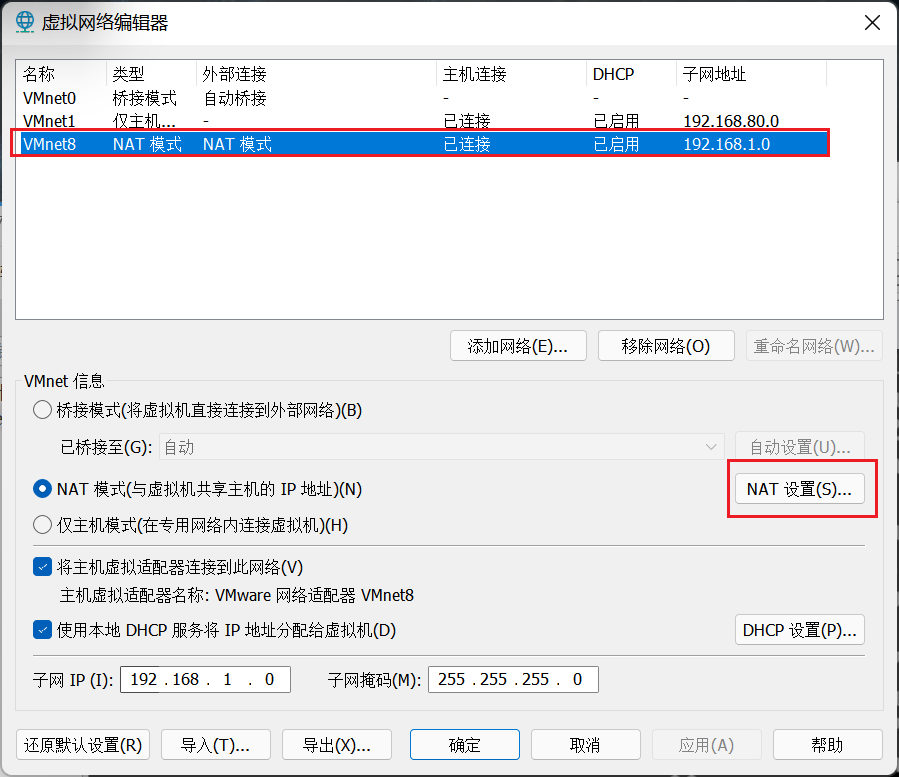 虚拟网络编辑器
名称 类型 外部连接 主机连接 DHCP 子网地址
VMnet0 桥接模式 自动桥接 - - -
VMnet1 仅主机... - 已连接 已启用 192.168.80.0
VMnet8 NAT 模式 NAT 模式 已连接 已启用 192.168.1.0
添加网络(E)... 移除网络(O) 重命名网络(W)...
VMnet 信息
桥接模式(将虚拟机直接连接到外部网络)(B)
已桥接至(G): 自动 自动设置(U)...
NAT 模式(与虚拟机共享主机的 IP 地址)(N) NAT 设置(S)...
仅主机模式(在专用网络内连接虚拟机)(H)
将主机虚拟适配器连接到此网络(V)
主机虚拟适配器名称: VMware 网络适配器 VMnet8
使用本地 DHCP 服务将 IP 地址分配给虚拟机(D) DHCP 设置(P)...
子网 IP (I): 192 . 168 . 1 . 0 子网掩码(M): 255 . 255 . 255 . 0
还原默认设置(R) 导入(T)... 导出(X)... 确定 取消 应用(A) 帮助